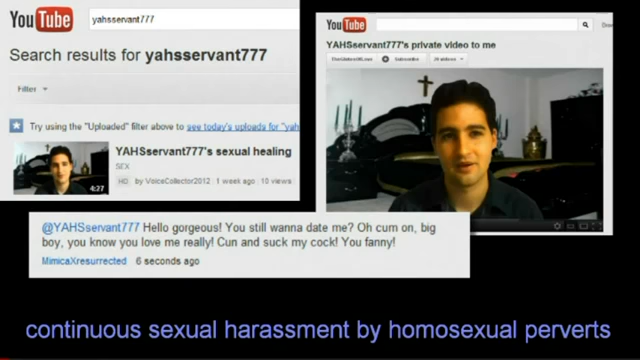 YouTube yahsservant777
Search results for yahsservant777
Filter
Try using the "Uploaded" filter above to see today's uploads for "yah
YAHSservant777's sexual healing
SEX
HD by VoiceCollector2012 1 week ago 10 views
4:27
YouTube
YAHSservant777's private video to me
Subscribe
videos
@YAHSservant777 Hello gorgeous! You still wanna date me? Oh cum on, big
boy, you know you love me really! Cun and suck my cock! You fanny!
MimicaXresurrected 6 seconds ago
continuous sexual harassment by homosexual perverts